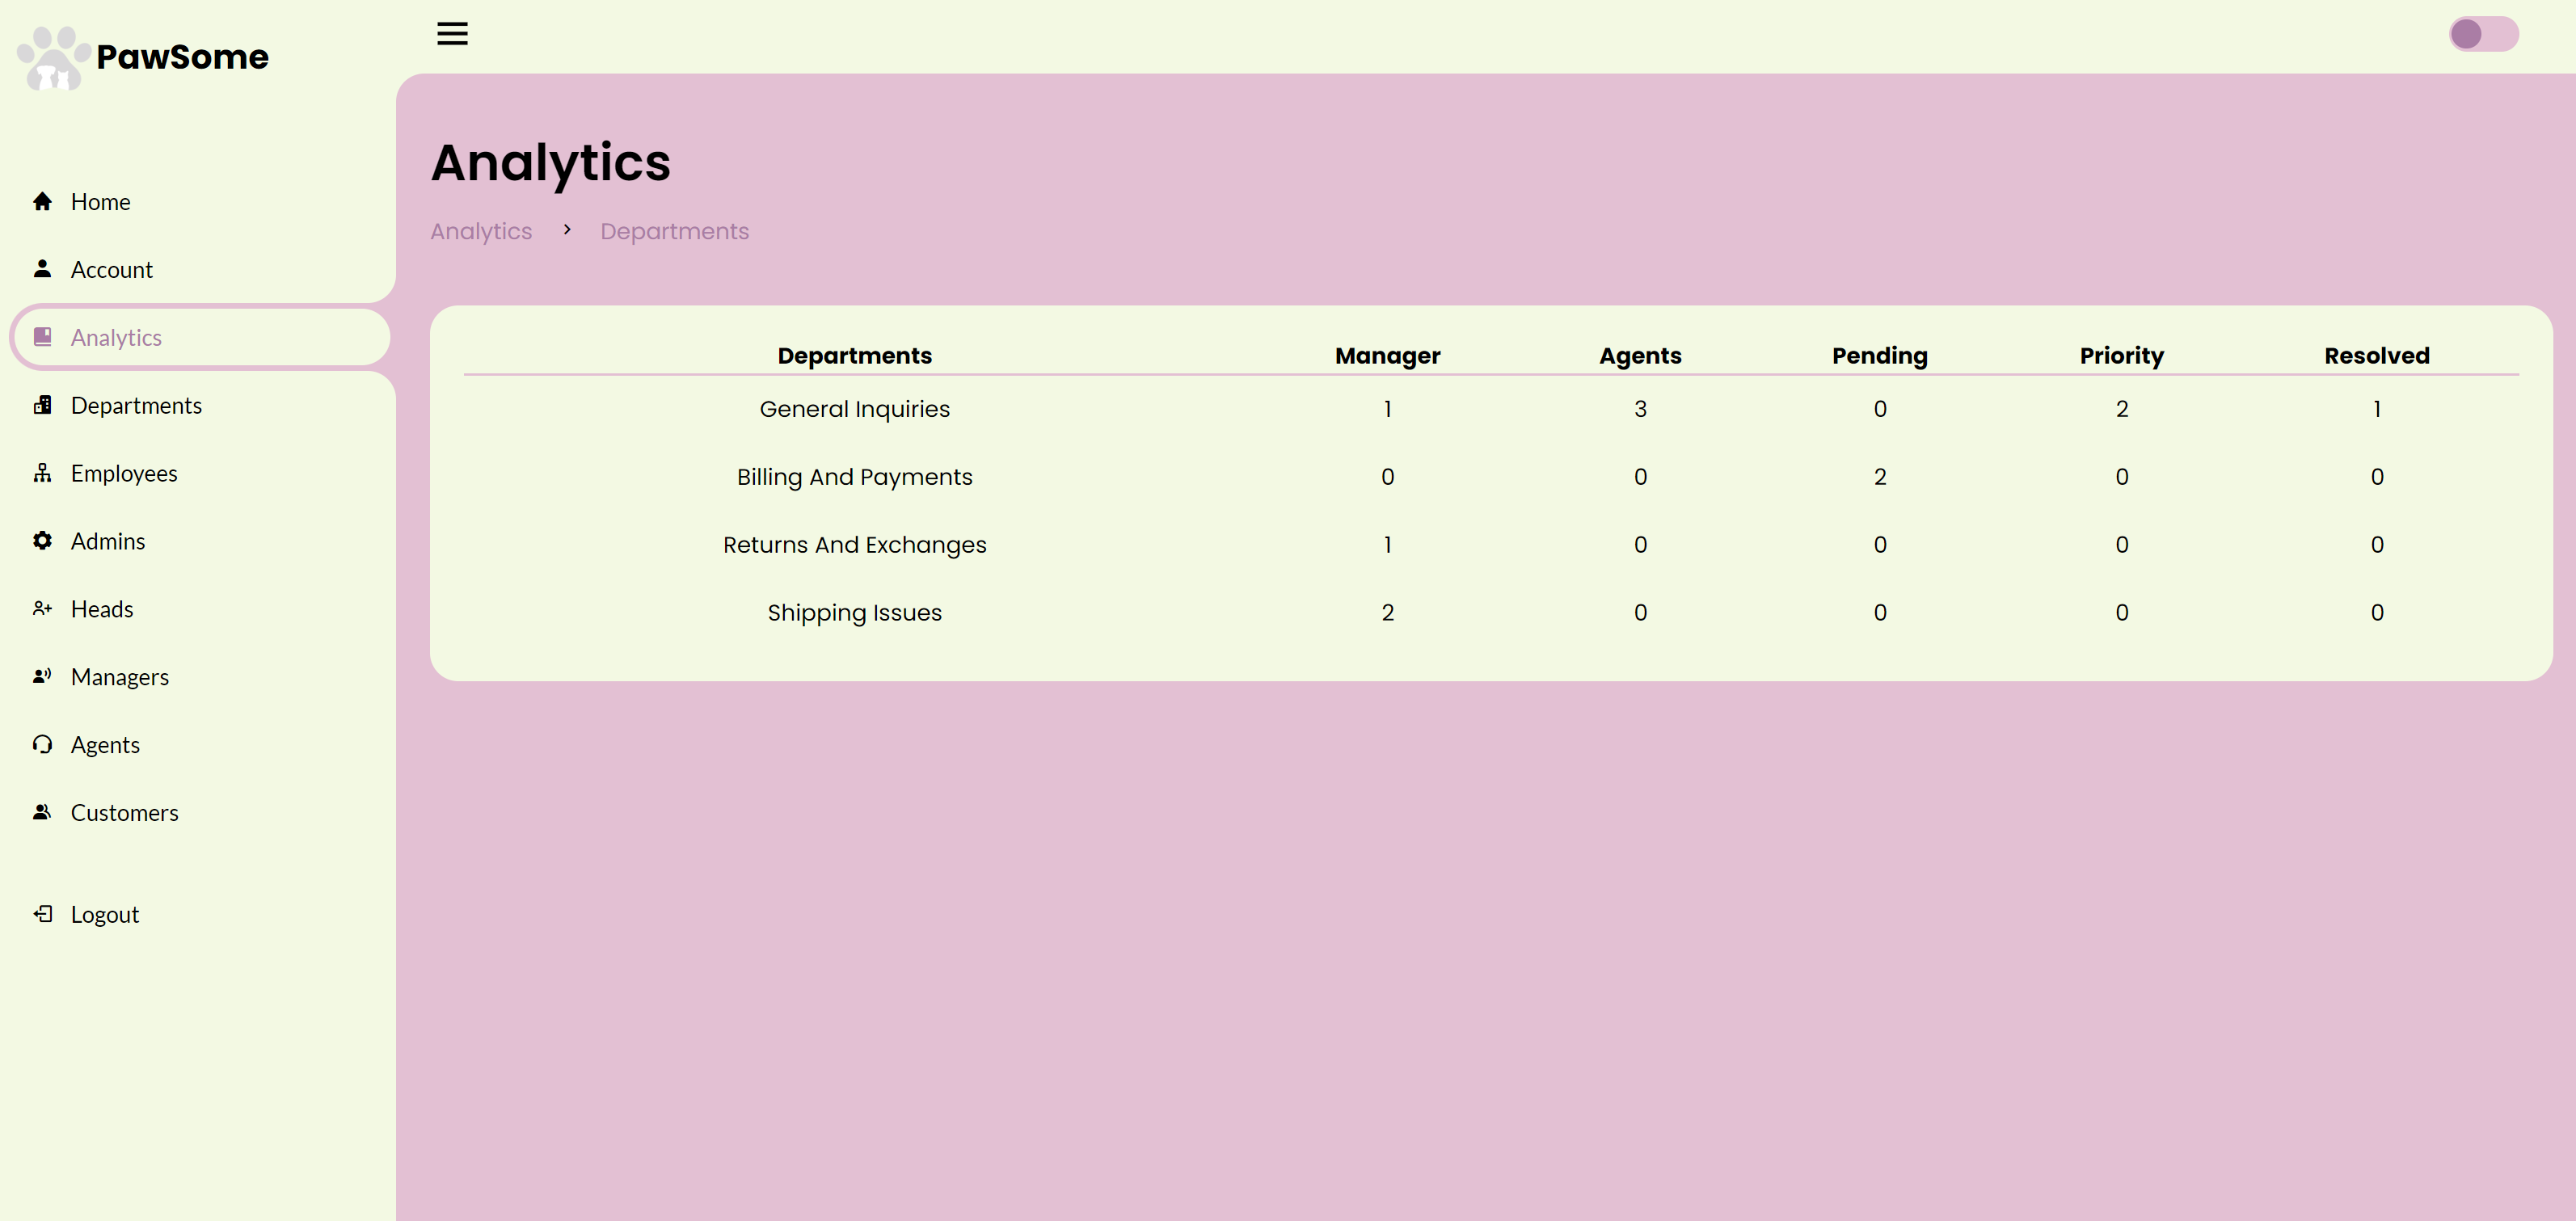 PawSome
Home
Account
Analytics
Departments
Employees
Admins
Heads
Managers
Agents
Customers
Logout
Analytics
Analytics > Departments
Departments Manager Agents Pending Priority Resolved
General Inquiries 1 3 0 2 1
Billing And Payments 0 0 2 0 0
Returns And Exchanges 1 0 0 0 0
Shipping Issues 2 0 0 0 0